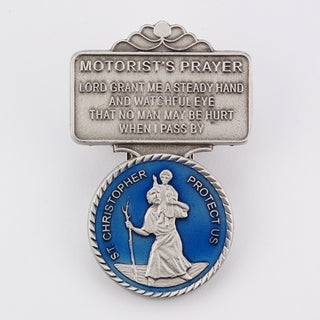 MOTORIST'S PRAYER
LORD GRANT ME A STEADY HAND
AND WATCHFUL EYE
THAT NO MAN MAY BE HURT
WHEN I PASS BY
ST CHRISTOPHER PROTECT US